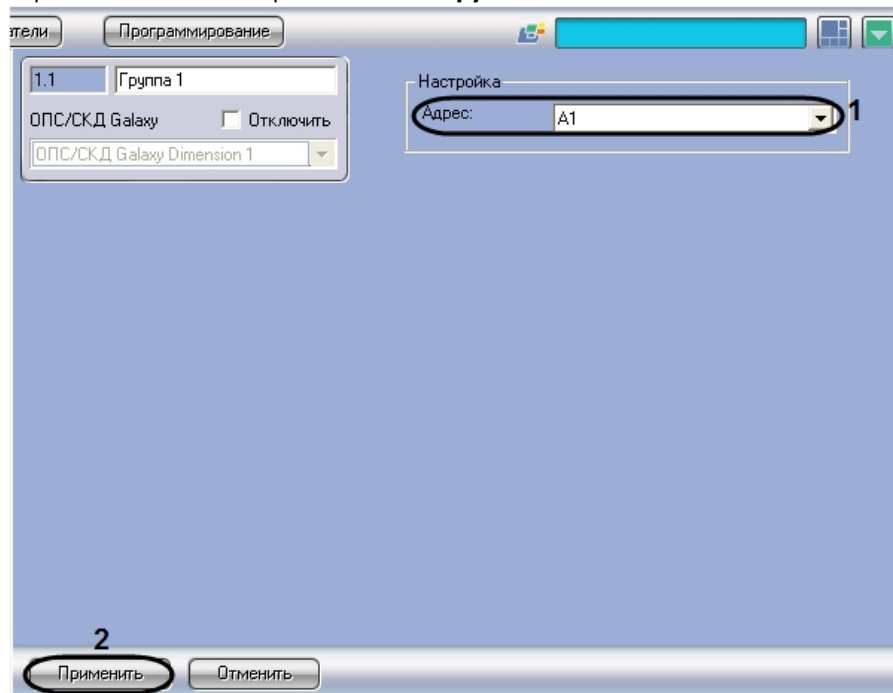 атели
Программирование
1.1
Группа 1
ОПС/СКД Galaxy
Отключить
ОПС/СКД Galaxy Dimension 1
Настройка
Адрес:
A1
1
2
Применить
Отменить